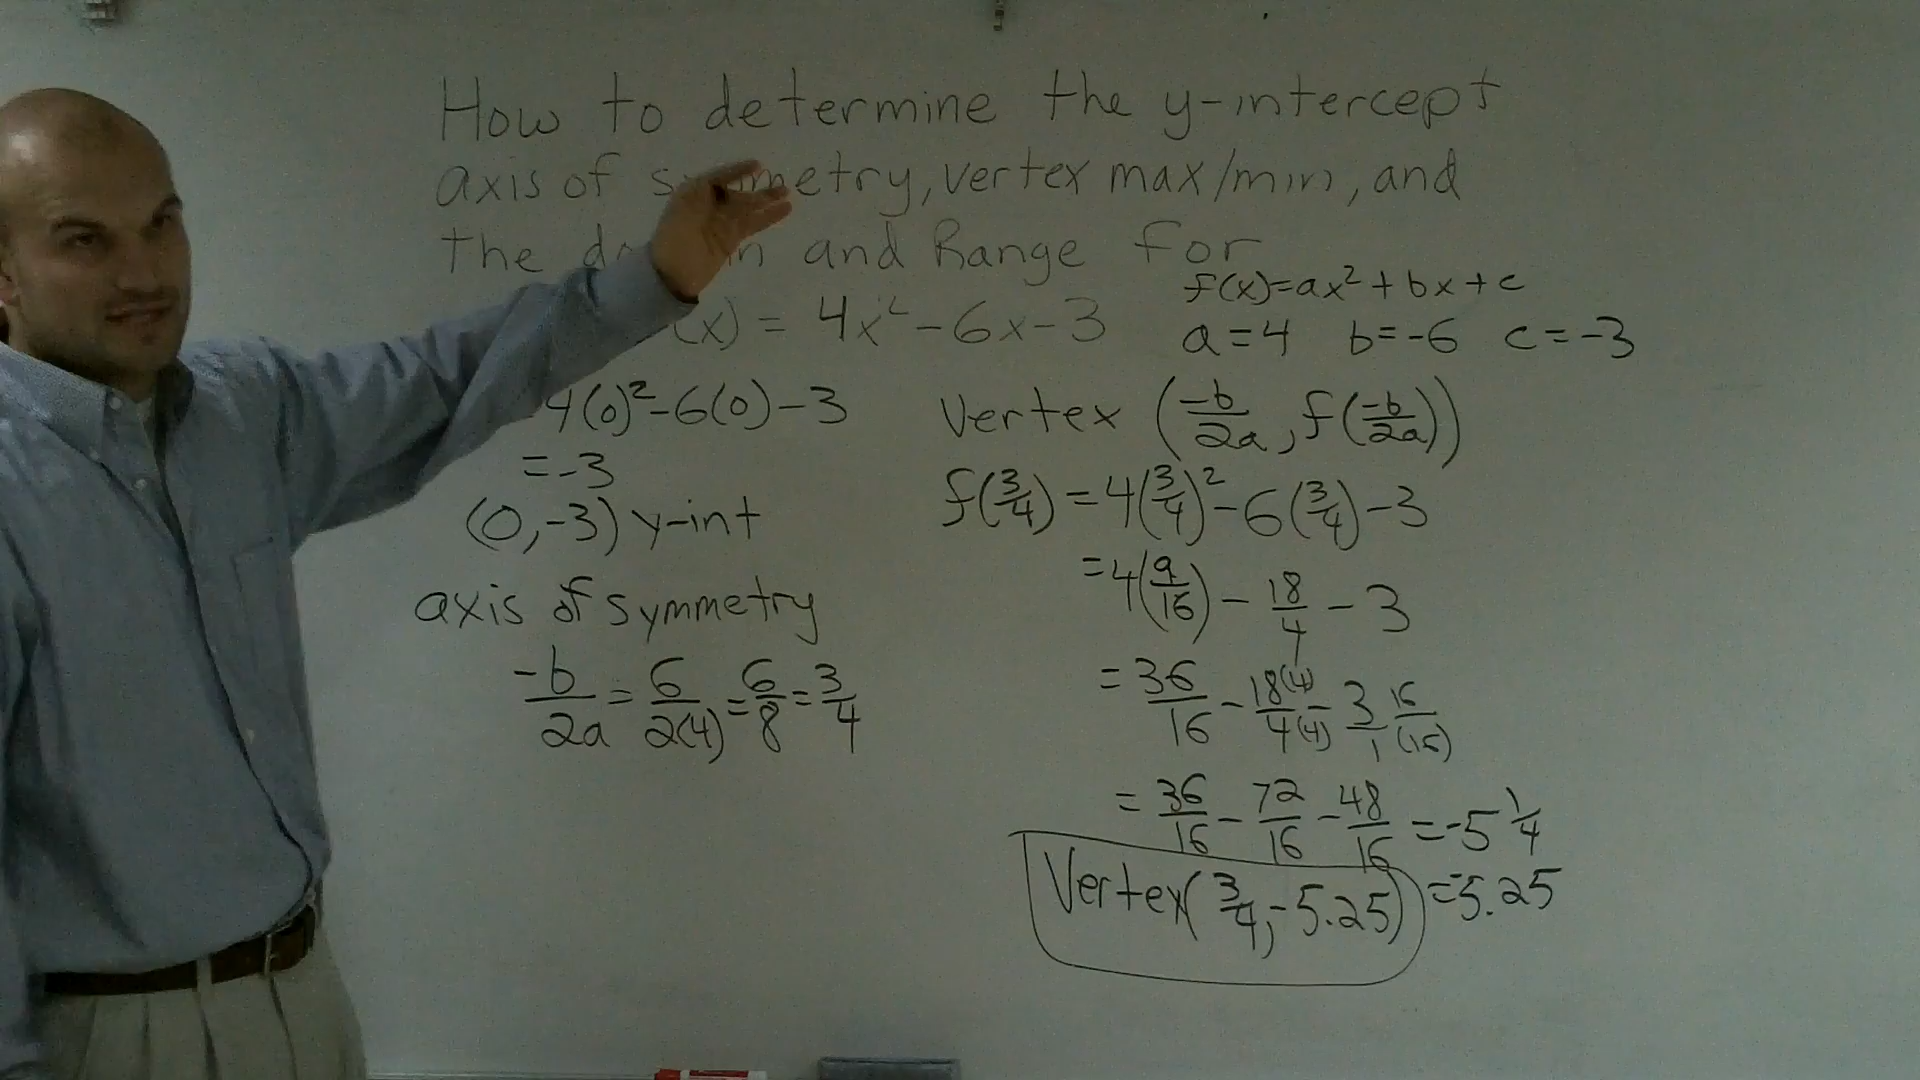 How to determine the y-intercept
axis of symmetry, vertex max/min, and
the and Range for
(x) = 4x² - 6x - 3
f(x) = ax² + bx + c
a = 4 b = -6 c = -3
4(0)² - 6(0) - 3
= -3
(0, -3) y-int
axis of symmetry
-b/2a = 6/2(4) = 6/8 = 3/4
Vertex (-b/2a, f(-b/2a))
f(3/4) = 4(3/4)² - 6(3/4) - 3
= 4(9/16) - 18/4 - 3
= 36/16 - 18(4)/4(4) - 3/1 16/(16)
= 36/16 - 72/16 - 48/16 = -5 1/4
Vertex (3/4, -5.25) = -5.25